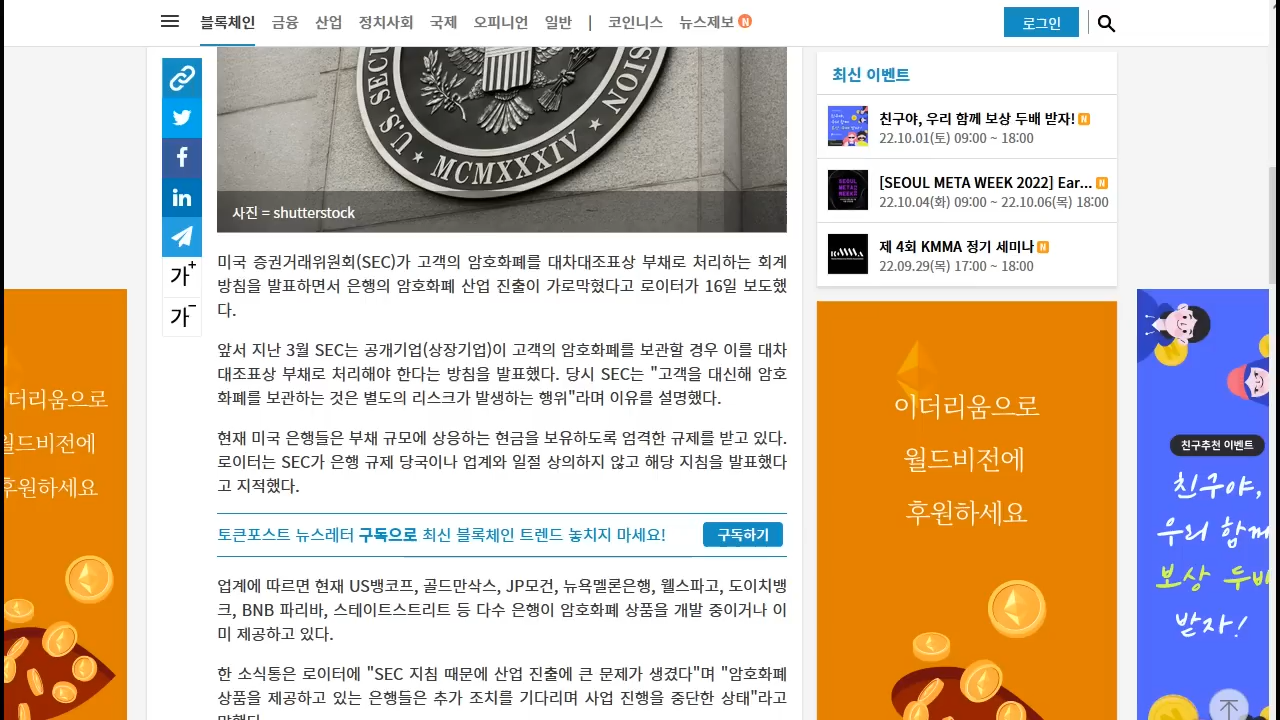 블록체인 금융 산업 정치사회 국제 오피니언 일반 | 코인니스 뉴스제보 N
로그인
U.S. SECU
SION
MCMXXXIV
사진 = shutterstock
가+
가-
미국 증권거래위원회(SEC)가 고객의 암호화폐를 대차대조표상 부채로 처리하는 회계
방침을 발표하면서 은행의 암호화폐 산업 진출이 가로막혔다고 로이터가 16일 보도했
다.
앞서 지난 3월 SEC는 공개기업(상장기업)이 고객의 암호화폐를 보관할 경우 이를 대차
대조표상 부채로 처리해야 한다는 방침을 발표했다. 당시 SEC는 "고객을 대신해 암호
화폐를 보관하는 것은 별도의 리스크가 발생하는 행위"라며 이유를 설명했다.
현재 미국 은행들은 부채 규모에 상응하는 현금을 보유하도록 엄격한 규제를 받고 있다.
로이터는 SEC가 은행 규제 당국이나 업계와 일절 상의하지 않고 해당 지침을 발표했다
고 지적했다.
토큰포스트 뉴스레터 구독으로 최신 블록체인 트렌드 놓치지 마세요!
구독하기
업계에 따르면 현재 US뱅코프, 골드만삭스, JP모건, 뉴욕멜론은행, 웰스파고, 도이치뱅
크, BNB 파리바, 스테이트스트리트 등 다수 은행이 암호화폐 상품을 개발 중이거나 이
미 제공하고 있다.
한 소식통은 로이터에 "SEC 지침 때문에 산업 진출에 큰 문제가 생겼다"며 "암호화폐
상품을 제공하고 있는 은행들은 추가 조치를 기다리며 사업 진행을 중단한 상태"라고
최신 이벤트
친구야, 우리 함께 보상 두배 받자! N
22.10.01(토) 09:00 ~ 18:00
[SEOUL META WEEK 2022] Ear... N
22.10.04(화) 09:00 ~ 22.10.06(목) 18:00
제 4회 KMMA 정기 세미나 N
22.09.29(목) 17:00 ~ 18:00
더리움으로
월드비전에
후원하세요
이더리움으로
월드비전에
후원하세요
친구추천 이벤트
친구야,
우리 함께
보상 두배
받자!